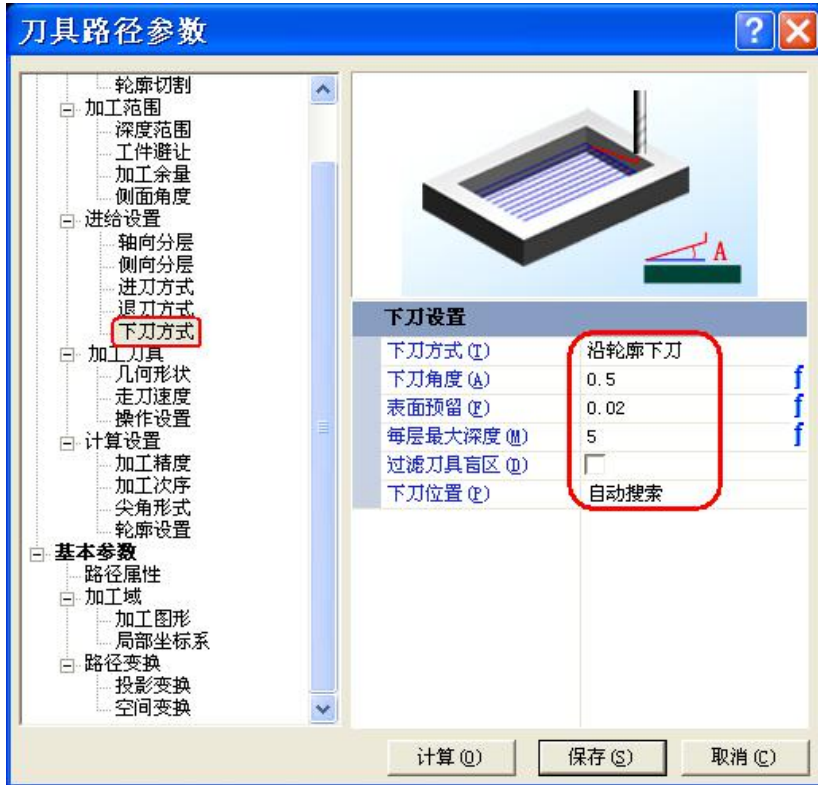 刀具路径参数
轮廓切割
加工范围
深度范围
工件避让
加工余量
侧面角度
进给设置
轴向分层
侧向分层
进刀方式
退刀方式
下刀方式
加工刀具
几何形状
走刀速度
操作设置
计算设置
加工精度
加工次序
尖角形式
轮廓设置
基本参数
路径属性
加工域
加工图形
局部坐标系
路径变换
投影变换
空间变换
A
下刀设置
下刀方式(T) 沿轮廓下刀
下刀角度(A) 0.5 f
表面预留(F) 0.02 f
每层最大深度(M) 5 f
过滤刀具盲区(D)
下刀位置(P) 自动搜索
计算(O) 保存(S) 取消(C)